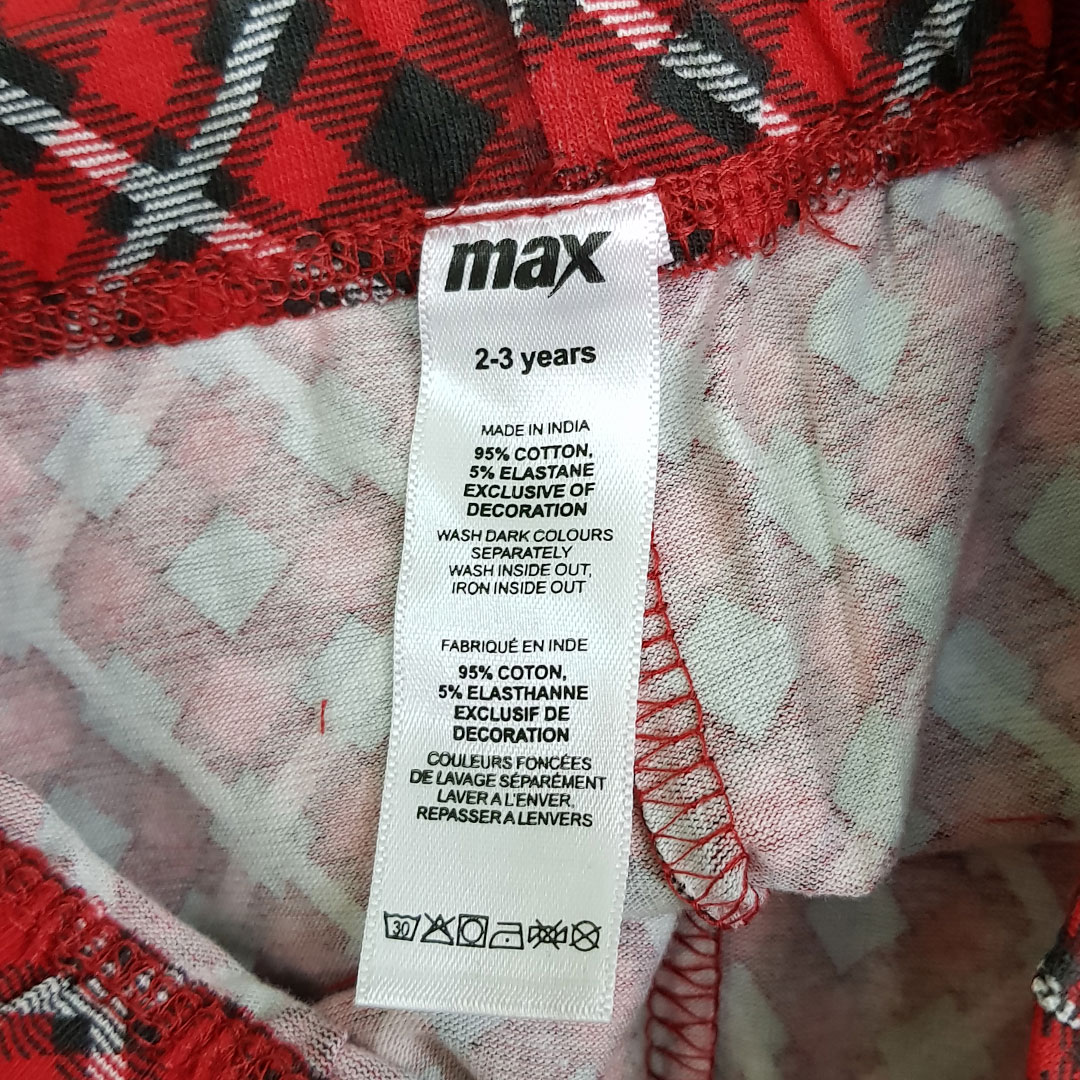 max
2-3 years
MADE IN INDIA
95% COTTON,
5% ELASTANE
EXCLUSIVE OF
DECORATION
WASH DARK COLOURS
SEPARATELY
WASH INSIDE OUT,
IRON INSIDE OUT
FABRIQUÉ EN INDE
95% COTON,
5% ELASTHANNE
EXCLUSIF DE
DECORATION
COULEURS FONCÉES
DE LAVAGE SÉPARÉMENT
LAVER A L'ENVER,
REPASSER A LENVERS
30